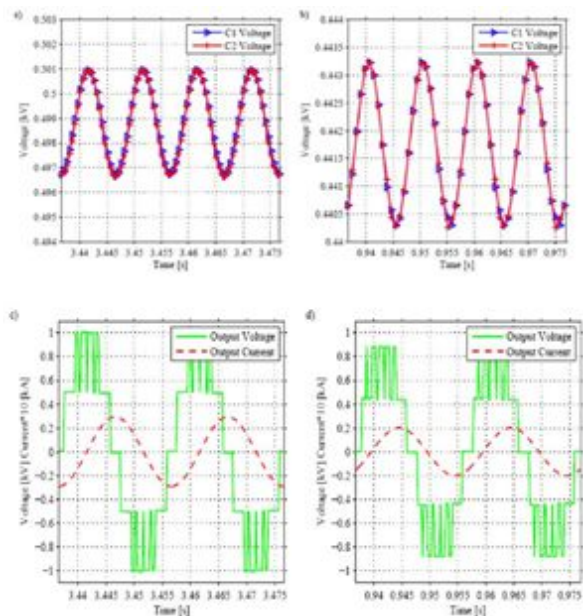 a)
0.503
0.502
0.501
0.5
0.499
0.498
0.497
0.496
0.495
0.494
Voltage [kV]
C1 Voltage
C2 Voltage
3.44 3.445 3.45 3.455 3.46 3.465 3.47 3.475
Time [s]
b)
0.444
0.4435
0.443
0.4425
0.442
0.4415
0.441
0.4405
0.44
Voltage [kV]
C1 Voltage
C2 Voltage
0.94 0.945 0.95 0.955 0.96 0.965 0.97 0.975
Time [s]
c)
1
0.8
0.6
0.4
0.2
0
−0.2
−0.4
−0.6
−0.8
−1
Voltage [kV] Current*10 [kA]
Output Voltage
Output Current
3.44 3.445 3.45 3.455 3.46 3.465 3.47 3.475
Time [s]
d)
1
0.8
0.6
0.4
0.2
0
−0.2
−0.4
−0.6
−0.8
−1
Voltage [kV] Current*10 [kA]
Output Voltage
Output Current
0.94 0.945 0.95 0.955 0.96 0.965 0.97 0.975
Time [s]